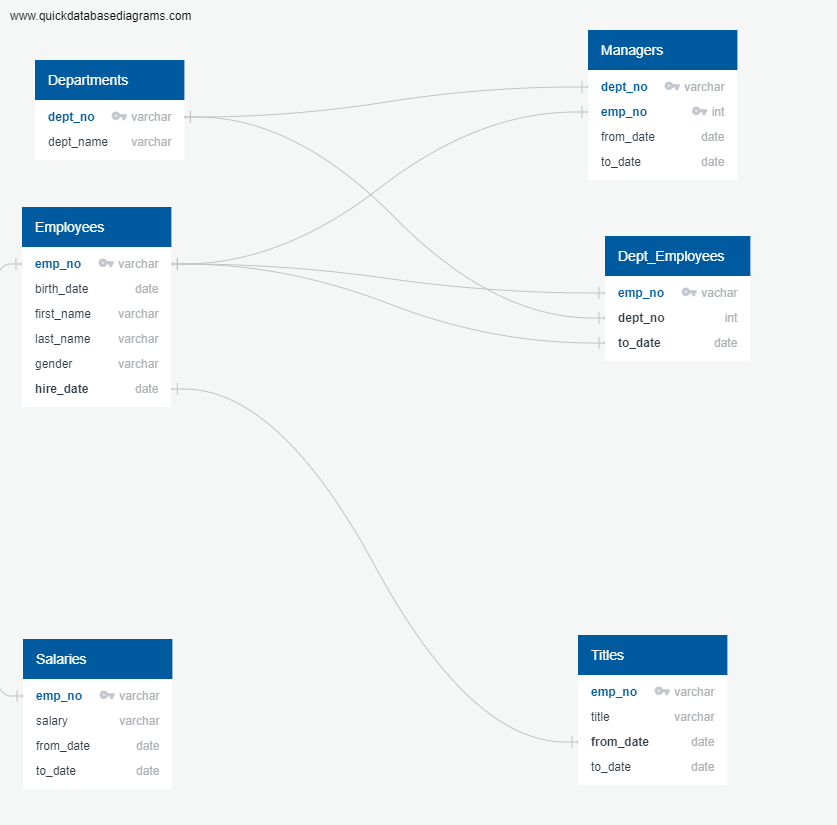 www.quickdatabasediagrams.com
Departments
dept_no varchar
dept_name varchar
Employees
emp_no varchar
birth_date date
first_name varchar
last_name varchar
gender varchar
hire_date date
Managers
dept_no varchar
emp_no int
from_date date
to_date date
Dept_Employees
emp_no vachar
dept_no int
to_date date
Salaries
emp_no varchar
salary varchar
from_date date
to_date date
Titles
emp_no varchar
title varchar
from_date date
to_date date